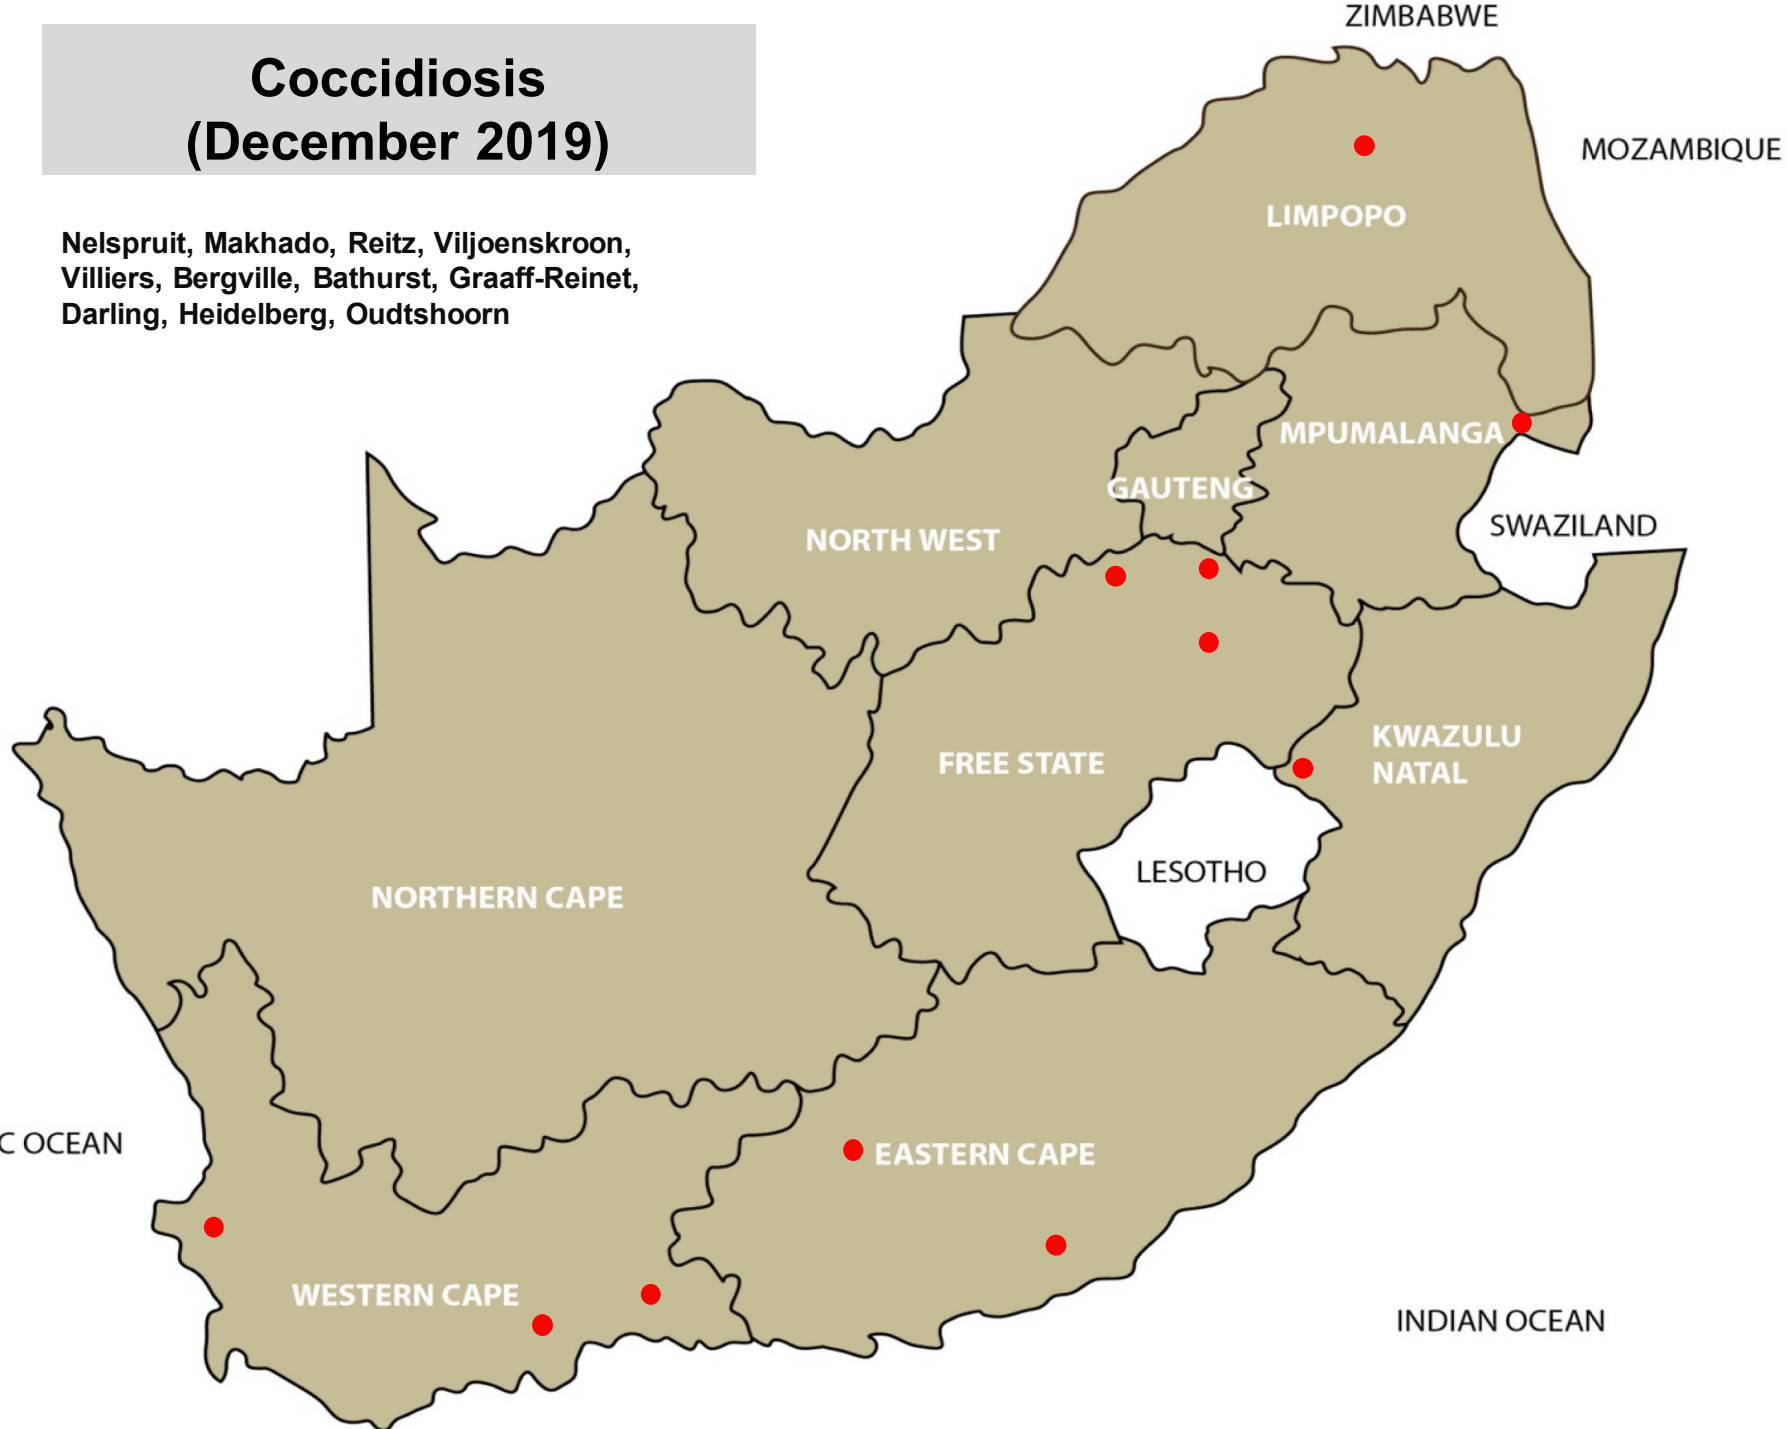 Coccidiosis
(December 2019)
Nelspruit, Makhado, Reitz, Viljoenskroon,
Villiers, Bergville, Bathurst, Graaff-Reinet,
Darling, Heidelberg, Oudtshoorn
ZIMBABWE
MOZAMBIQUE
LIMPOPO
MPUMALANGA
GAUTENG
SWAZILAND
NORTH WEST
KWAZULU
NATAL
FREE STATE
LESOTHO
NORTHERN CAPE
C OCEAN
EASTERN CAPE
WESTERN CAPE
INDIAN OCEAN